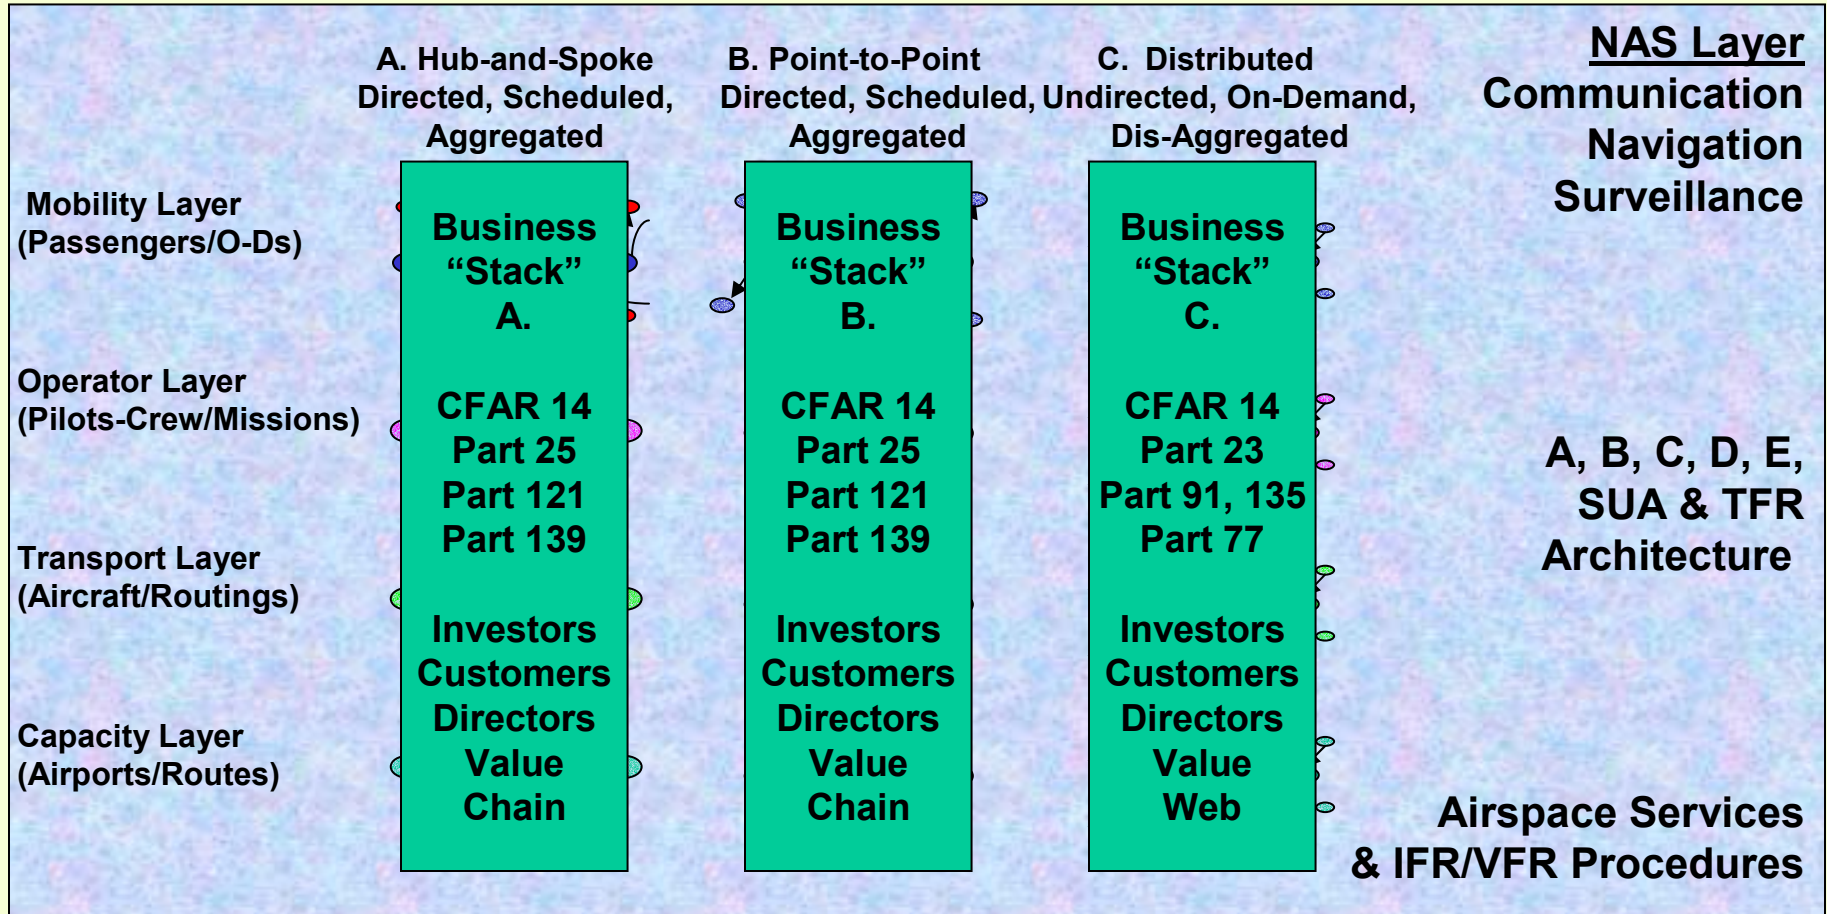 A. Hub-and-Spoke
Directed, Scheduled,
Aggregated
B. Point-to-Point
Directed, Scheduled,
Aggregated
C. Distributed
Undirected, On-Demand,
Dis-Aggregated
NAS Layer
Communication
Navigation
Surveillance
Mobility Layer
(Passengers/O-Ds)
Operator Layer
(Pilots-Crew/Missions)
Transport Layer
(Aircraft/Routings)
Capacity Layer
(Airports/Routes)
Business
“Stack”
A.
CFAR 14
Part 25
Part 121
Part 139
Investors
Customers
Directors
Value
Chain
Business
“Stack”
B.
CFAR 14
Part 25
Part 121
Part 139
Investors
Customers
Directors
Value
Chain
Business
“Stack”
C.
CFAR 14
Part 23
Part 91, 135
Part 77
Investors
Customers
Directors
Value
Web
A, B, C, D, E,
SUA & TFR
Architecture
Airspace Services
& IFR/VFR Procedures